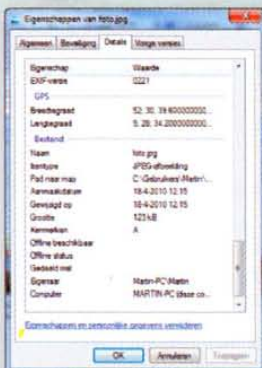 Eigenschappen van foto.jpg
Algemeen Beveiliging Details Vorige versies
Eigenschap Waarde
EXIF-versie 0221
GPS
Breedtegraad 52; 30; 39.600000000...
Lengtegraad 5; 28; 34.2000000000...
Bestand
Naam foto.jpg
Itemtype JPEG-afbeelding
Pad naar map C:\Gebruikers\Martin\...
Aanmaakdatum 18-4-2010 12:15
Gewijzigd op 18-4-2010 12:15
Grootte 123 kB
Kenmerken A
Offline beschikbaar
Offline status
Gedeeld met
Eigenaar Martin-PC\Martin
Computer MARTIN-PC (deze co...
Eigenschappen en persoonlijke gegevens verwijderen
OK Annuleren Toepassen